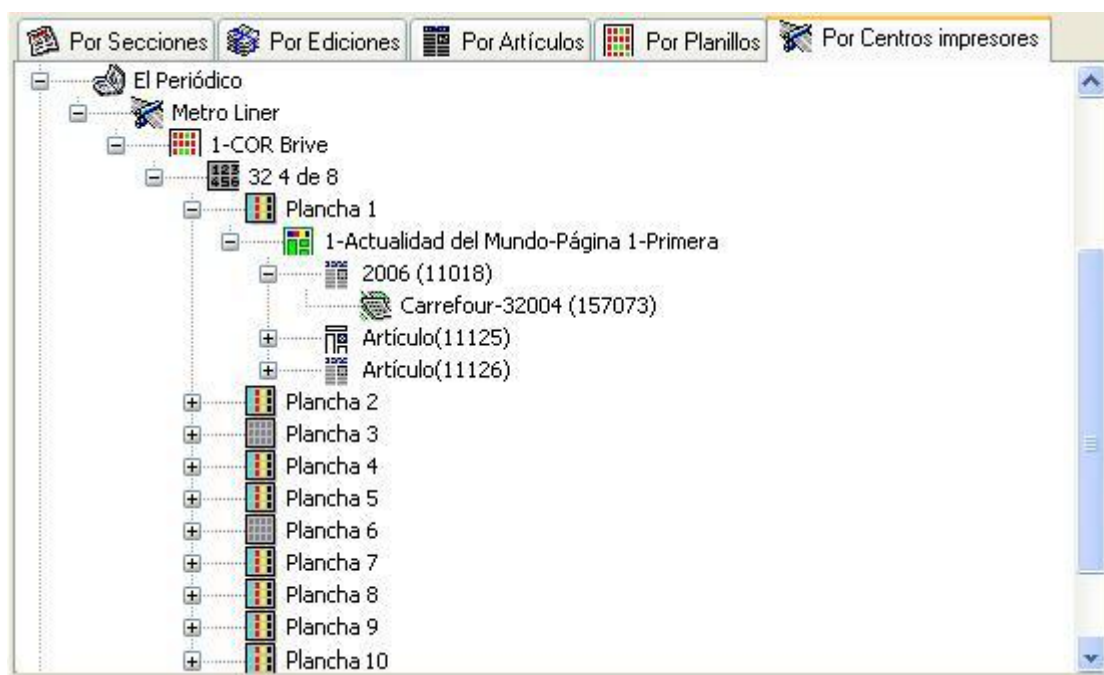 Por Secciones Por Ediciones Por Artículos Por Planillos Por Centros impresores
El Periódico
Metro Liner
1-COR Brive
32 4 de 8
Plancha 1
1-Actualidad del Mundo-Página 1-Primera
2006 (11018)
Carrefour-32004 (157073)
Artículo(11125)
Artículo(11126)
Plancha 2
Plancha 3
Plancha 4
Plancha 5
Plancha 6
Plancha 7
Plancha 8
Plancha 9
Plancha 10